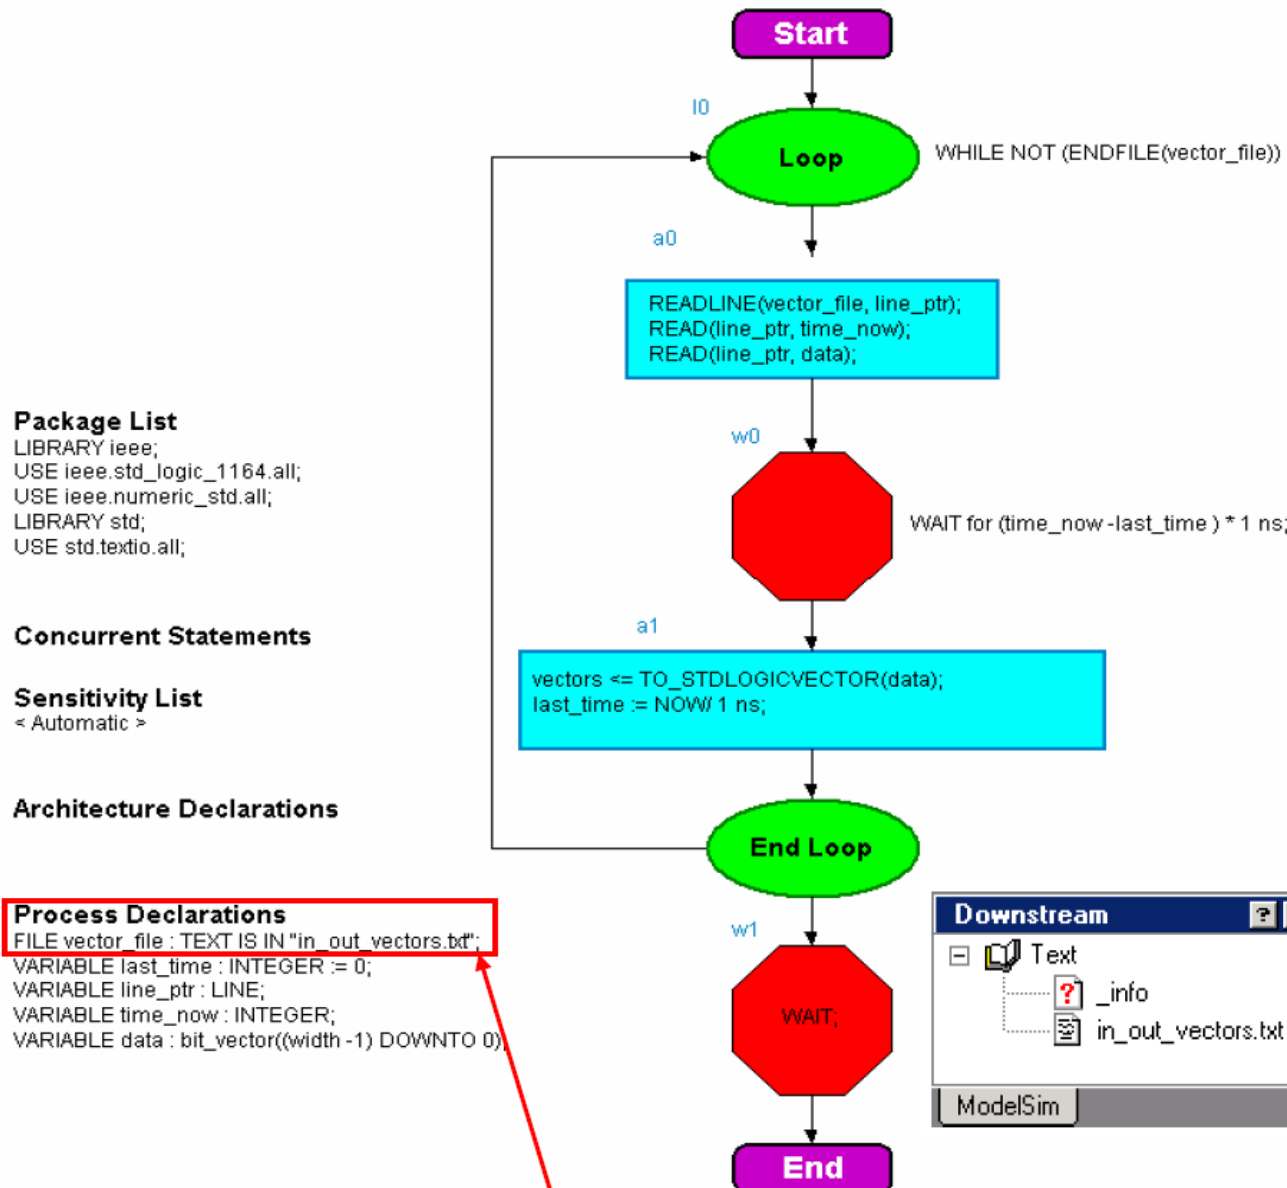 Start
l0
Loop
WHILE NOT (ENDFILE(vector_file))
a0
READLINE(vector_file, line_ptr);
READ(line_ptr, time_now);
READ(line_ptr, data);
Package List
LIBRARY ieee;
USE ieee.std_logic_1164.all;
USE ieee.numeric_std.all;
LIBRARY std;
USE std.textio.all;
w0
WAIT for (time_now -last_time ) * 1 ns;
Concurrent Statements
Sensitivity List
< Automatic >
a1
vectors <= TO_STDLOGICVECTOR(data);
last_time := NOW/ 1 ns;
Architecture Declarations
End Loop
Process Declarations
FILE vector_file : TEXT IS IN "in_out_vectors.txt";
VARIABLE last_time : INTEGER := 0;
VARIABLE line_ptr : LINE;
VARIABLE time_now : INTEGER;
VARIABLE data : bit_vector((width -1) DOWNTO 0)
w1
WAIT;
Downstream
?
Text
? _info
in_out_vectors.txt
ModelSim
End